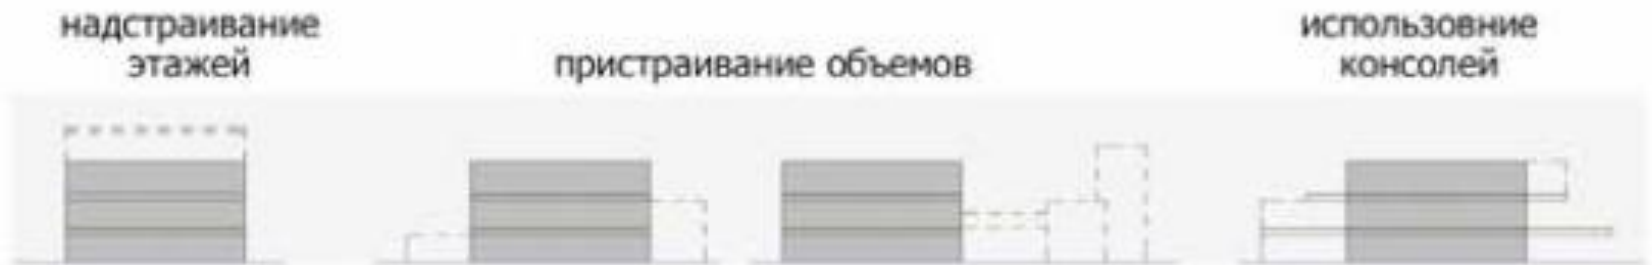 надстраивание
этажей
пристраивание объемов
использовние
консолей